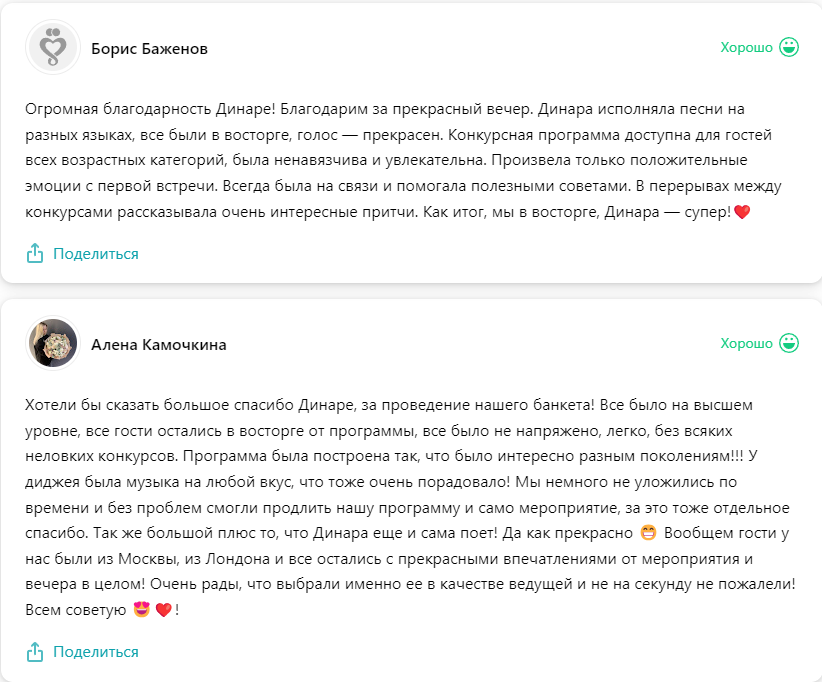 Борис Баженов
Хорошо
Огромная благодарность Динаре! Благодарим за прекрасный вечер. Динара исполняла песни на
разных языках, все были в восторге, голос — прекрасен. Конкурсная программа доступна для гостей
всех возрастных категорий, была ненавязчива и увлекательна. Произвела только положительные
эмоции с первой встречи. Всегда была на связи и помогала полезными советами. В перерывах между
конкурсами рассказывала очень интересные притчи. Как итог, мы в восторге, Динара — супер!❤️
Поделиться
Алена Камочкина
Хорошо
Хотели бы сказать большое спасибо Динаре, за проведение нашего банкета! Все было на высшем
уровне, все гости остались в восторге от программы, все было не напряжено, легко, без всяких
неловких конкурсов. Программа была построена так, что было интересно разным поколениям!!! У
диджея была музыка на любой вкус, что тоже очень порадовало! Мы немного не уложились по
времени и без проблем смогли продлить нашу программу и само мероприятие, за это тоже отдельное
спасибо. Так же большой плюс то, что Динара еще и сама поет! Да как прекрасно 😁 Вообщем гости у
нас были из Москвы, из Лондона и все остались с прекрасными впечатлениями от мероприятия и
вечера в целом! Очень рады, что выбрали именно ее в качестве ведущей и не на секунду не пожалели!
Всем советую 😍❤️!
Поделиться